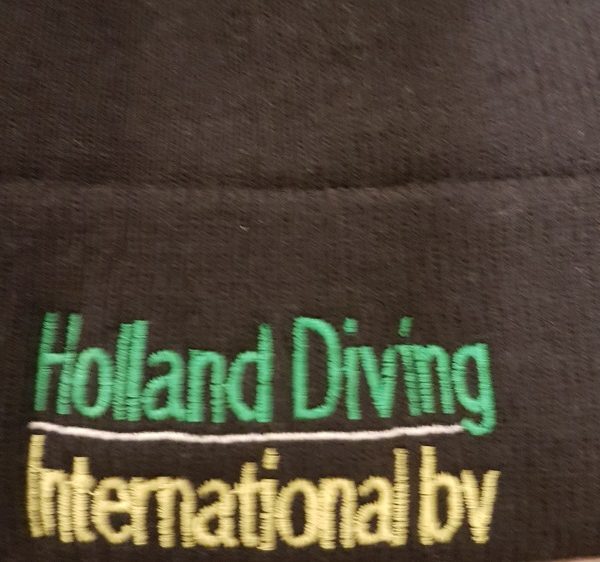 Holland Diving
International bv